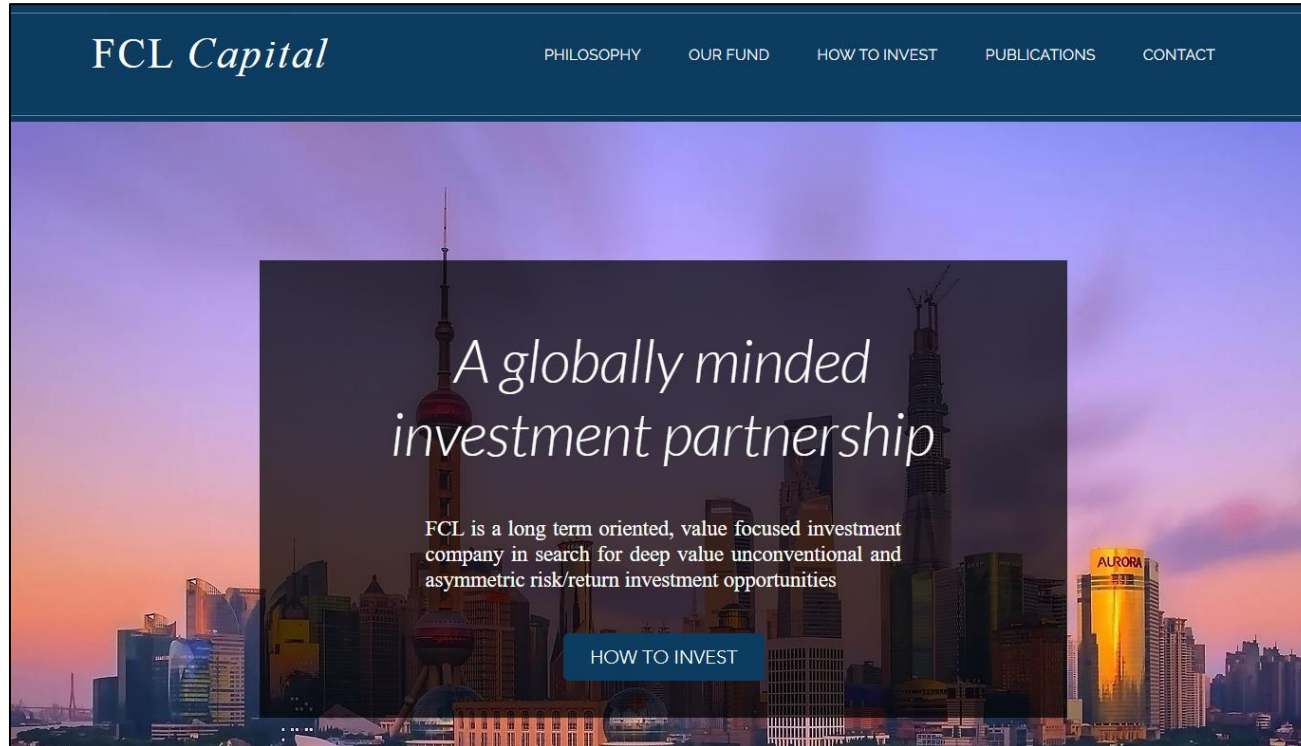 FCL Capital
PHILOSOPHY
OUR FUND
HOW TO INVEST
PUBLICATIONS
CONTACT
A globally minded
investment partnership
FCL is a long term oriented, value focused investment
company in search for deep value unconventional and
asymmetric risk/return investment opportunities
AURORA
HOW TO INVEST